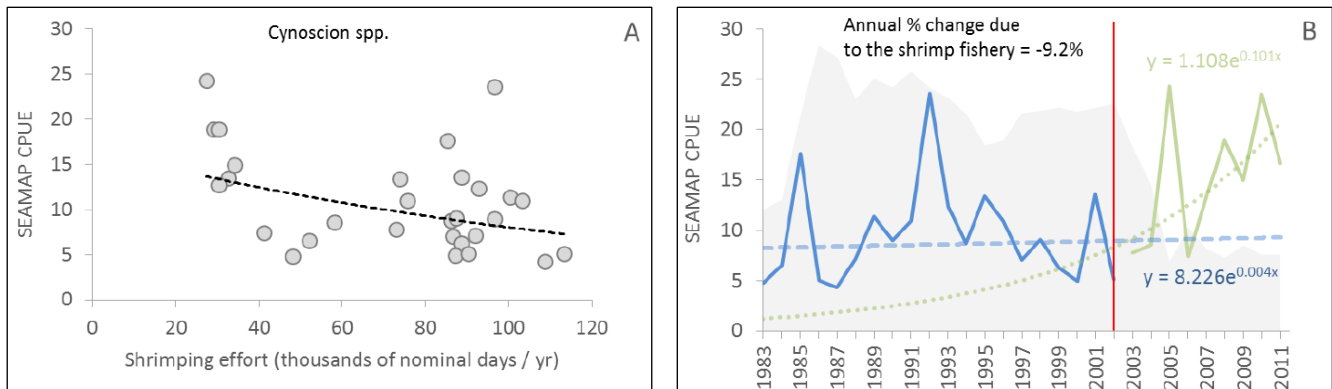 Cynoscion spp.
A
30
25
20
15
10
5
0
SEAMAP CPUE
0 20 40 60 80 100 120
Shrimping effort (thousands of nominal days / yr)
Annual % change due
to the shrimp fishery = -9.2%
B
y = 1.108e^0.101x
30
25
20
15
10
5
0
SEAMAP CPUE
y = 8.226e^0.004x
1983 1985 1987 1989 1991 1993 1995 1997 1999 2001 2003 2005 2007 2009 2011